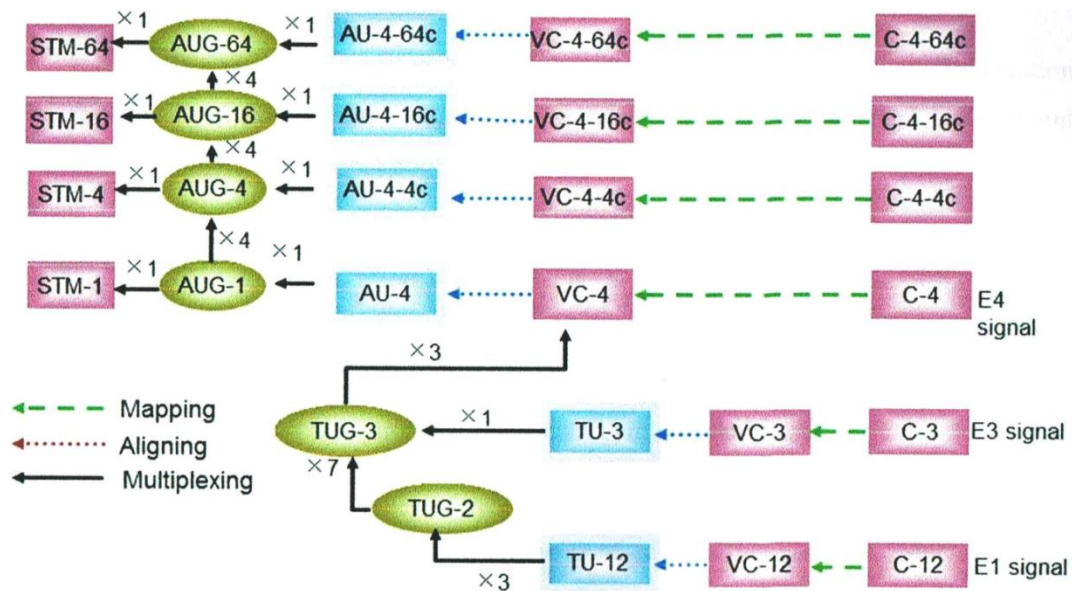 ×1
×1
STM-64
AUG-64
AU-4-64c
VC-4-64c
C-4-64c
×4
×1
×1
STM-16
AUG-16
AU-4-16c
VC-4-16c
C-4-16c
×4
×1
×1
STM-4
AUG-4
AU-4-4c
VC-4-4c
C-4-4c
×4
×1
×1
STM-1
AUG-1
AU-4
VC-4
C-4
E4
signal
×3
Mapping
×1
TUG-3
TU-3
VC-3
C-3
E3 signal
Aligning
×7
Multiplexing
TUG-2
TU-12
VC-12
C-12
E1 signal
×3